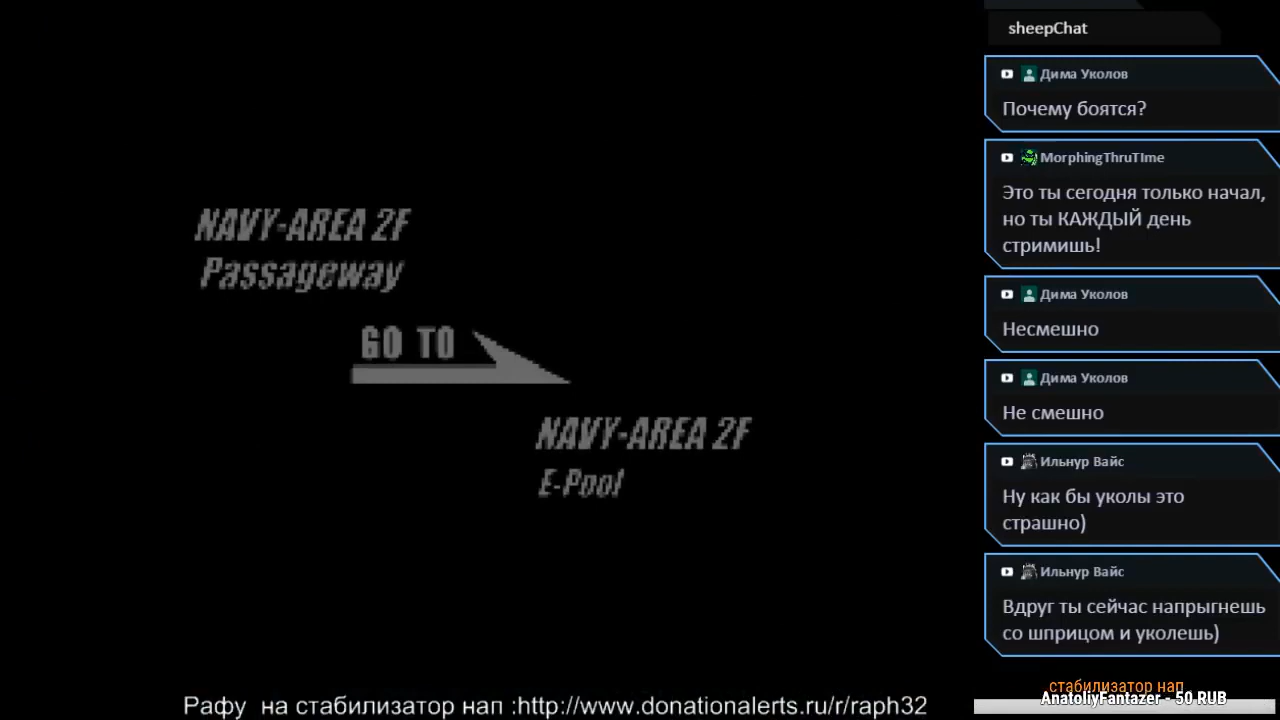 NAVY-AREA 2F
Passageway
GO TO
NAVY-AREA 2F
E-Pool
sheepChat
Дима Уколов
Почему боятся?
MorphingThruTIme
Это ты сегодня только начал,
но ты КАЖДЫЙ день
стримишь!
Дима Уколов
Несмешно
Дима Уколов
Не смешно
Ильнур Вайс
Ну как бы уколы это
страшно)
Ильнур Вайс
Вдруг ты сейчас напрыгнешь
со шприцом и уколешь)
стабилизатор нап
AnatoliyFantazer - 50 RUB
Рафу на стабилизатор нап :http://www.donationalerts.ru/r/raph32